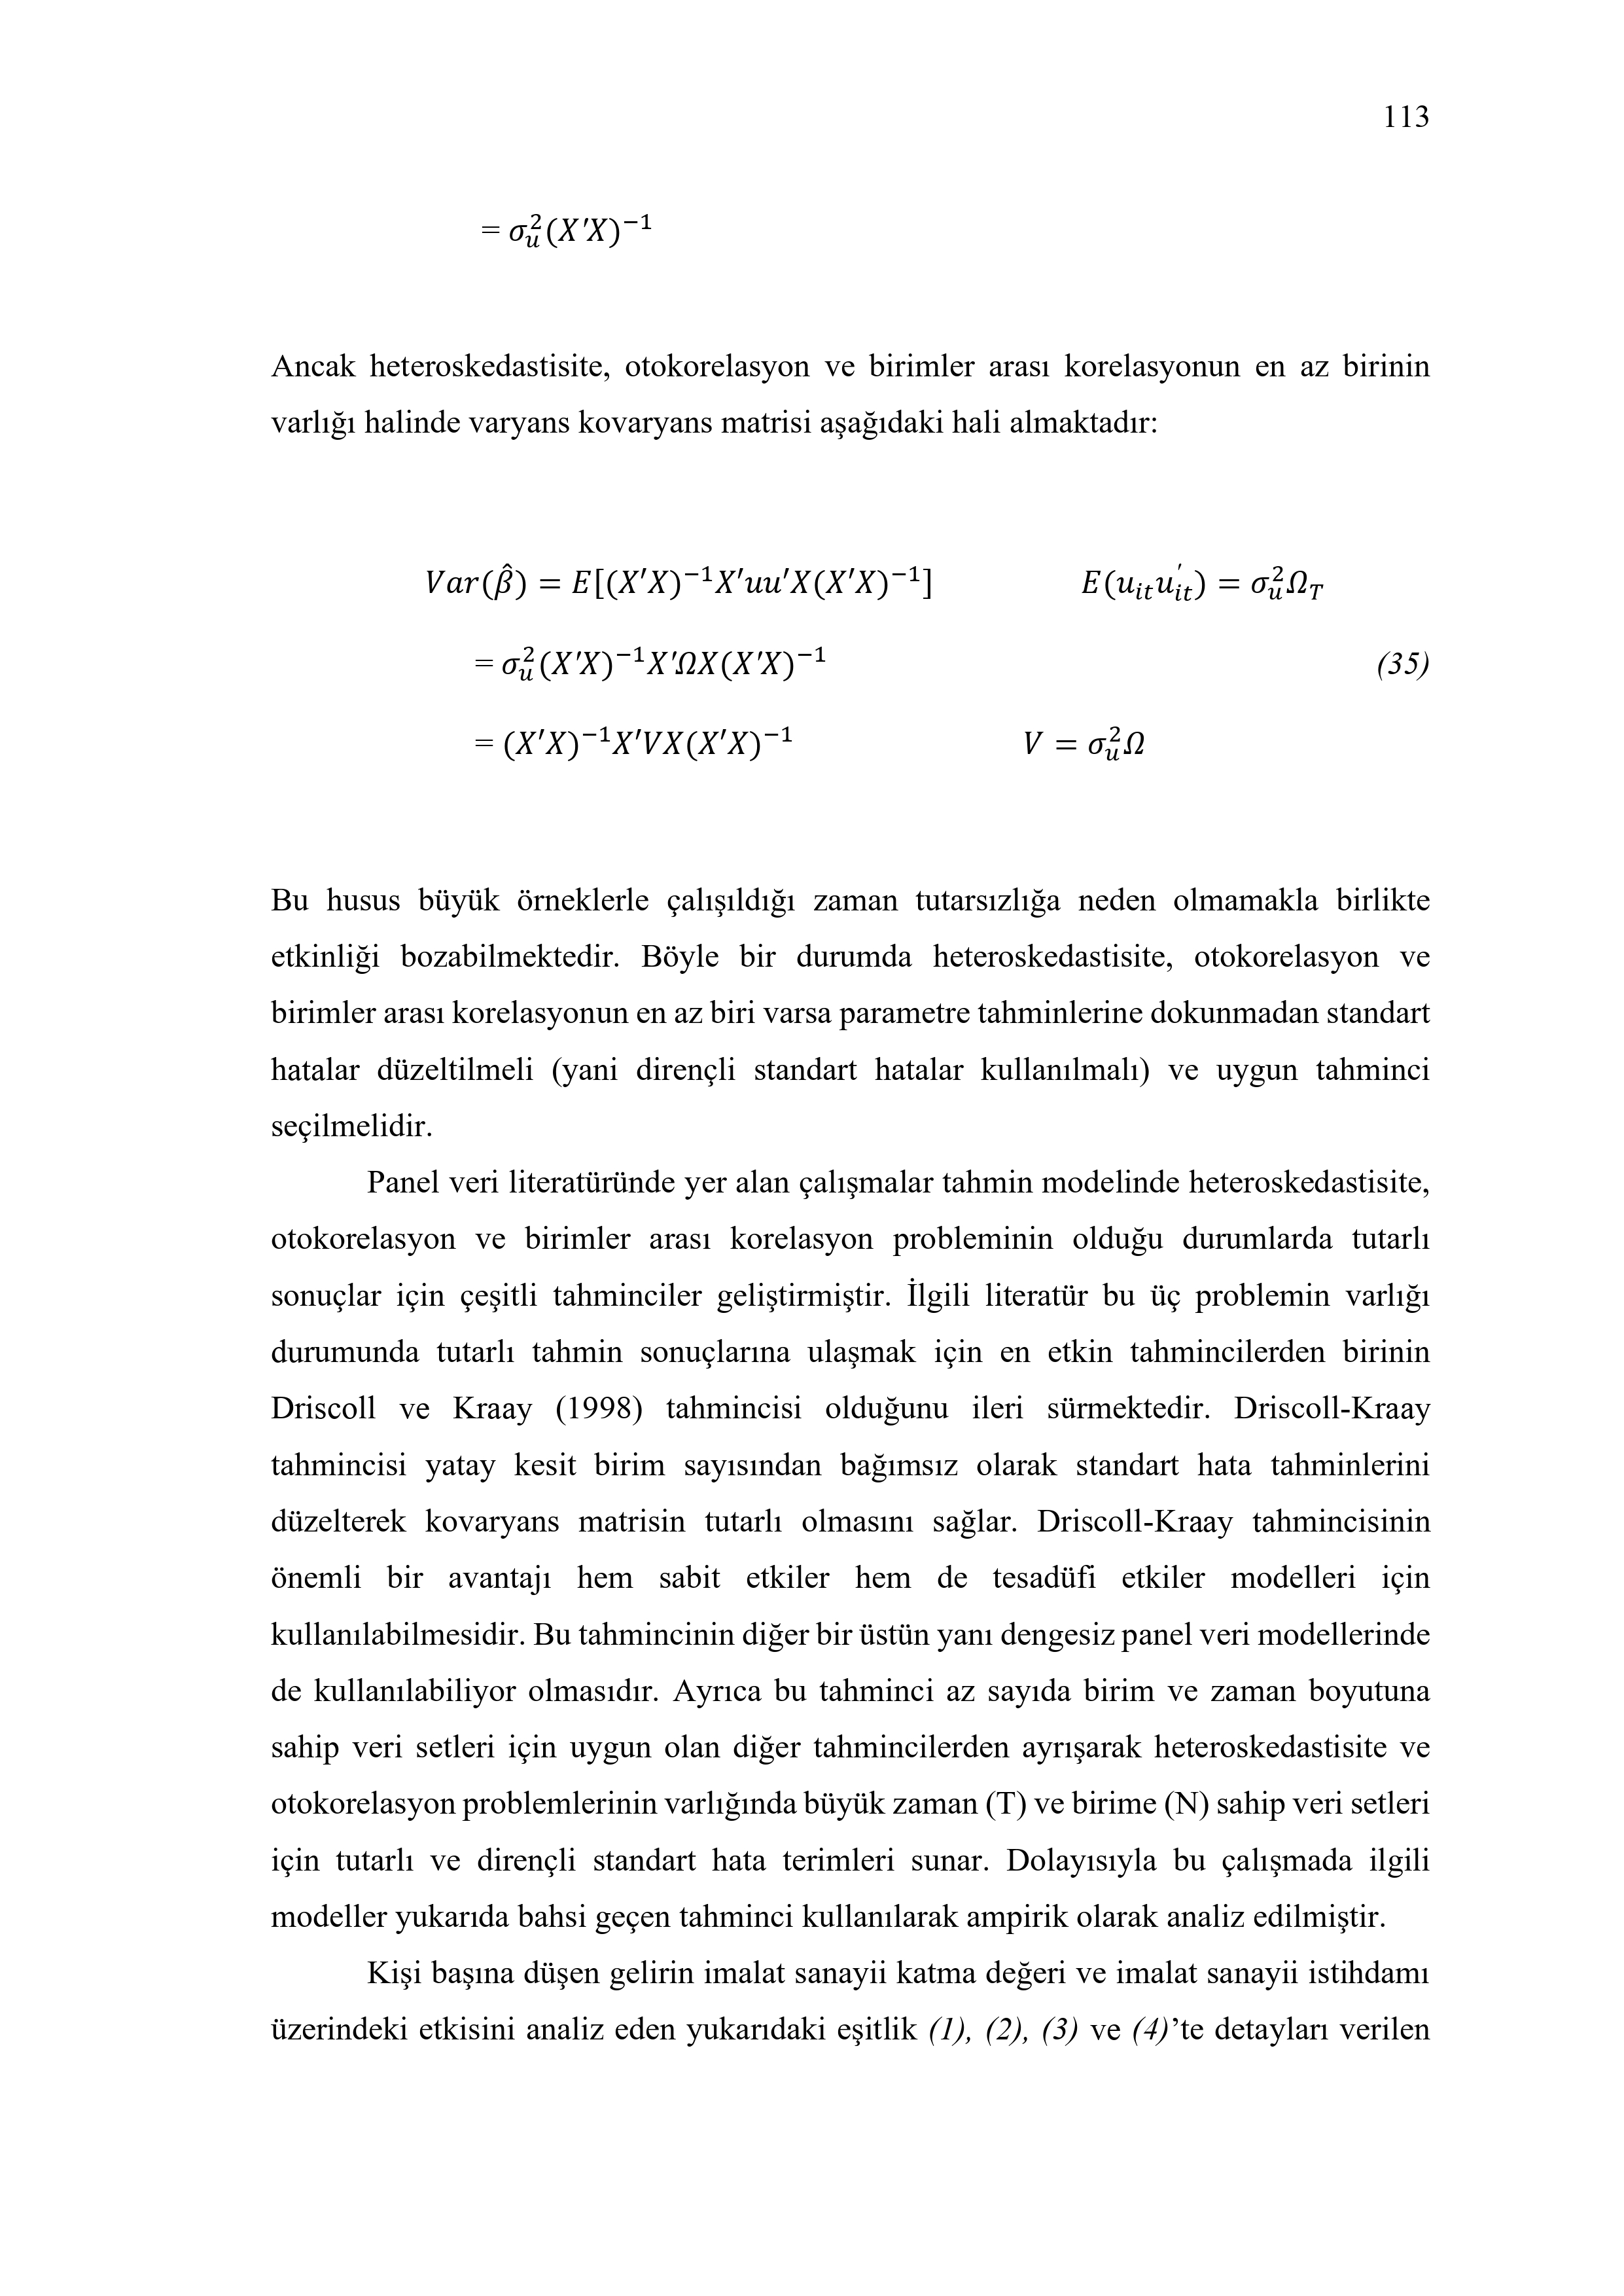 113
= σ_u^2(X′X)^{−1}
Ancak heteroskedastisite, otokorelasyon ve birimler arası korelasyonun en az birinin
varlığı halinde varyans kovaryans matrisi aşağıdaki hali almaktadır:
Var(β̂) = E[(X′X)^{−1}X′uu′X(X′X)^{−1}] E(u_{it}u_{it}^′) = σ_u^2Ω_T
= σ_u^2(X′X)^{−1}X′ΩX(X′X)^{−1} (35)
= (X′X)^{−1}X′VX(X′X)^{−1} V = σ_u^2Ω
Bu husus büyük örneklerle çalışıldığı zaman tutarsızlığa neden olmamakla birlikte
etkinliği bozabilmektedir. Böyle bir durumda heteroskedastisite, otokorelasyon ve
birimler arası korelasyonun en az biri varsa parametre tahminlerine dokunmadan standart
hatalar düzeltilmeli (yani dirençli standart hatalar kullanılmalı) ve uygun tahminci
seçilmelidir.
Panel veri literatüründe yer alan çalışmalar tahmin modelinde heteroskedastisite,
otokorelasyon ve birimler arası korelasyon probleminin olduğu durumlarda tutarlı
sonuçlar için çeşitli tahminciler geliştirmiştir. İlgili literatür bu üç problemin varlığı
durumunda tutarlı tahmin sonuçlarına ulaşmak için en etkin tahmincilerden birinin
Driscoll ve Kraay (1998) tahmincisi olduğunu ileri sürmektedir. Driscoll-Kraay
tahmincisi yatay kesit birim sayısından bağımsız olarak standart hata tahminlerini
düzelterek kovaryans matrisin tutarlı olmasını sağlar. Driscoll-Kraay tahmincisinin
önemli bir avantajı hem sabit etkiler hem de tesadüfi etkiler modelleri için
kullanılabilmesidir. Bu tahmincinin diğer bir üstün yanı dengesiz panel veri modellerinde
de kullanılabiliyor olmasıdır. Ayrıca bu tahminci az sayıda birim ve zaman boyutuna
sahip veri setleri için uygun olan diğer tahmincilerden ayrışarak heteroskedastisite ve
otokorelasyon problemlerinin varlığında büyük zaman (T) ve birime (N) sahip veri setleri
için tutarlı ve dirençli standart hata terimleri sunar. Dolayısıyla bu çalışmada ilgili
modeller yukarıda bahsi geçen tahminci kullanılarak ampirik olarak analiz edilmiştir.
Kişi başına düşen gelirin imalat sanayii katma değeri ve imalat sanayii istihdamı
üzerindeki etkisini analiz eden yukarıdaki eşitlik (1), (2), (3) ve (4)’te detayları verilen